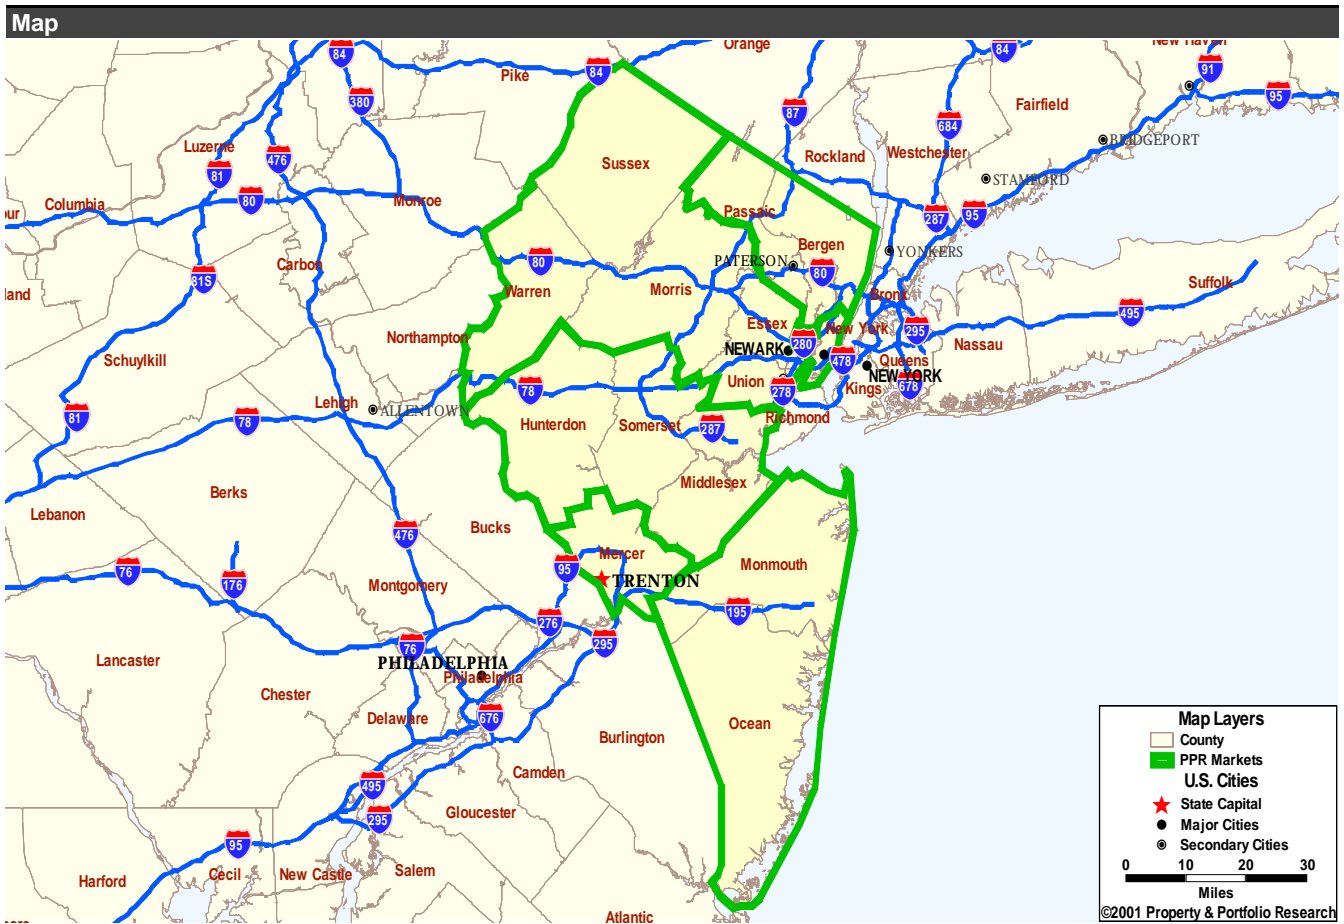 Map
Orange
New Haven
84
84
Pike
84
91
380
95
87
Fairfield
684
Luzerne
476
BRIDGEPORT
Rockland
Westchester
81
Sussex
STAMFORD
80
Monroe
Columbia
Passaic
287
95
Bergen
YONKERS
80
PATERSON
80
Carbon
81S
Suffolk
Warren
Morris
Bronx
land
495
Essex
New York
295
Northampton
280
Nassau
NEWARK
Schuylkill
478
Queens
NEW YORK
Union
678
78
278
Kings
Lehigh
ALLENTOWN
81
78
Richmond
Hunterdon
Somerset
287
Middlesex
Berks
Lebanon
Bucks
476
Mercer
95
Monmouth
76
TRENTON
176
Montgomery
195
276
295
76
Lancaster
PHILADELPHIA
Philadelphia
Chester
Delaware
676
Ocean
Burlington
Camden
495
Gloucester
295
95
Cecil
New Castle
Salem
Harford
Atlantic
Map Layers
County
PPR Markets
U.S. Cities
State Capital
Major Cities
Secondary Cities
0 10 20 30
Miles
©2001 Property & Portfolio Research